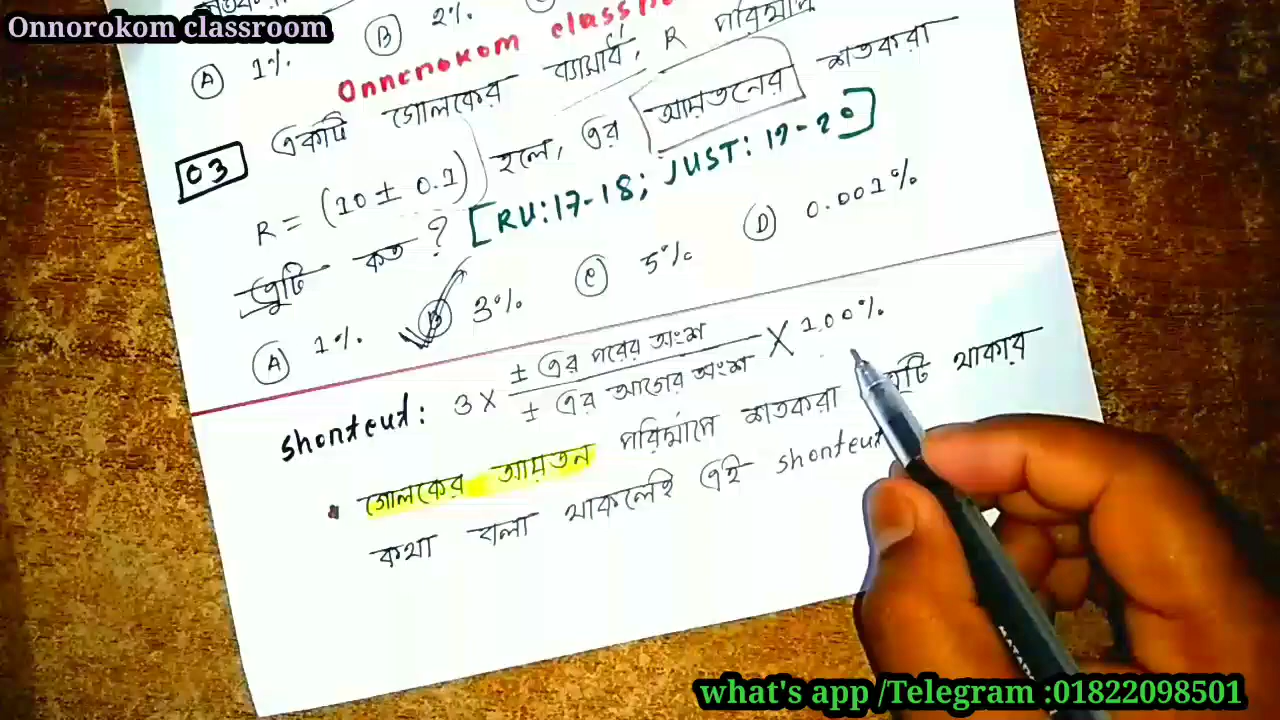 Onnorokom classroom
Ⓐ 1% Ⓑ 2% Ⓒ
Onnorokom class
03 একটি গোলকের ব্যাসার্ধ, R পরিমাপ
R = (10 ± 0.1) হলে, এর আয়তনের শতকরা
ত্রুটি কত ? [RU:17-18; JUST: 19-20]
Ⓐ 1% Ⓑ 3% Ⓒ 5% Ⓓ 0.001%
shortcut: 3 × ± এর পরের অংশ / ± এর আগের অংশ × 100%
• গোলকের আয়তন পরিমাপে শতকরা ত্রুটি থাকার
কথা বলা থাকলেই এই shortcut
what's app /Telegram :01822098501